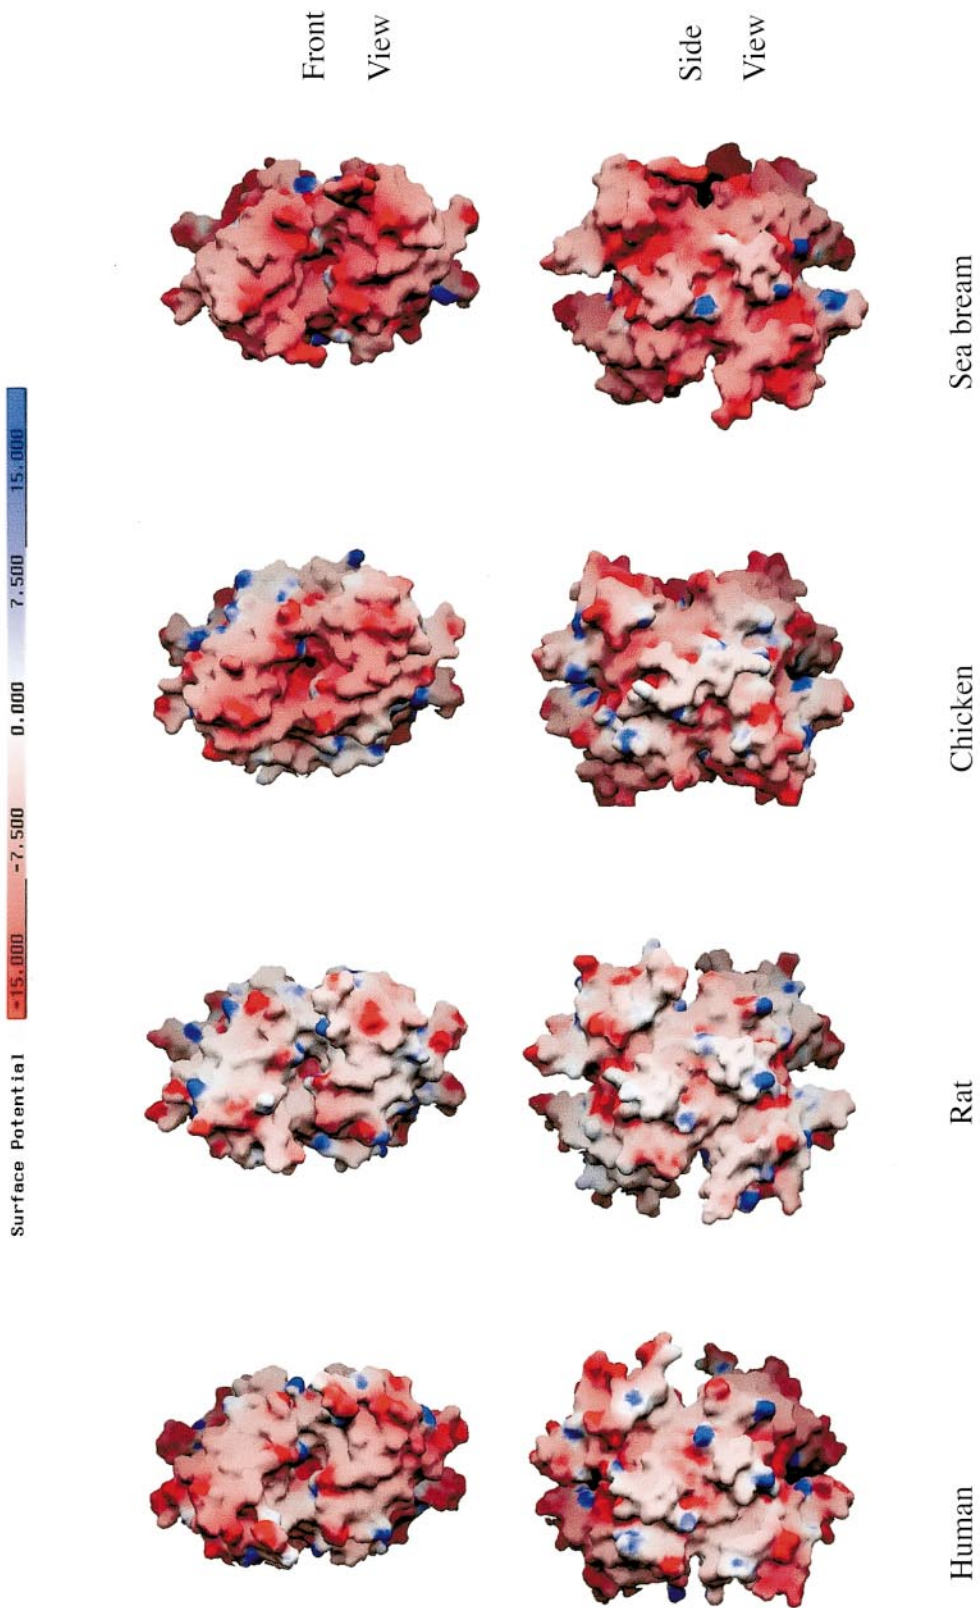 Surface Potential -15.000 -7.500 0.000 7.500 15.000
Front
View
Side
View
Human Rat Chicken Sea bream